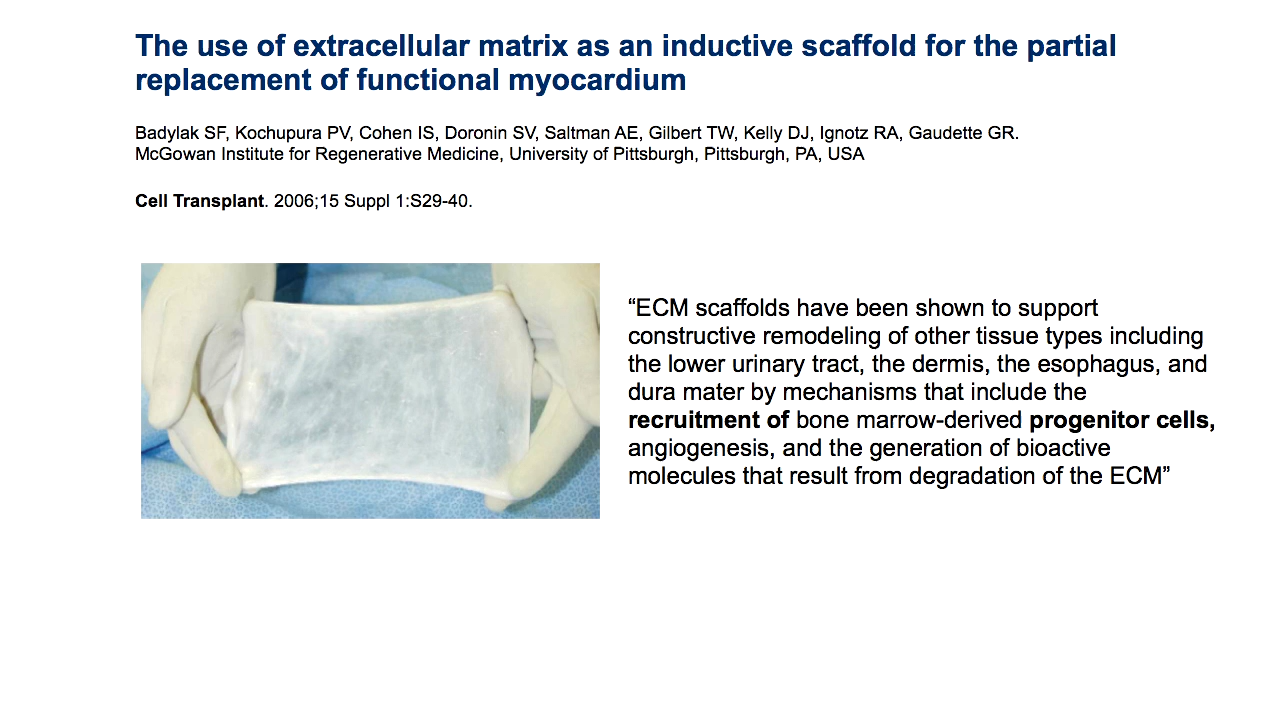 The use of extracellular matrix as an inductive scaffold for the partial
replacement of functional myocardium
Badylak SF, Kochupura PV, Cohen IS, Doronin SV, Saltman AE, Gilbert TW, Kelly DJ, Ignotz RA, Gaudette GR.
McGowan Institute for Regenerative Medicine, University of Pittsburgh, Pittsburgh, PA, USA
Cell Transplant. 2006;15 Suppl 1:S29-40.
“ECM scaffolds have been shown to support
constructive remodeling of other tissue types including
the lower urinary tract, the dermis, the esophagus, and
dura mater by mechanisms that include the
recruitment of bone marrow-derived progenitor cells,
angiogenesis, and the generation of bioactive
molecules that result from degradation of the ECM”